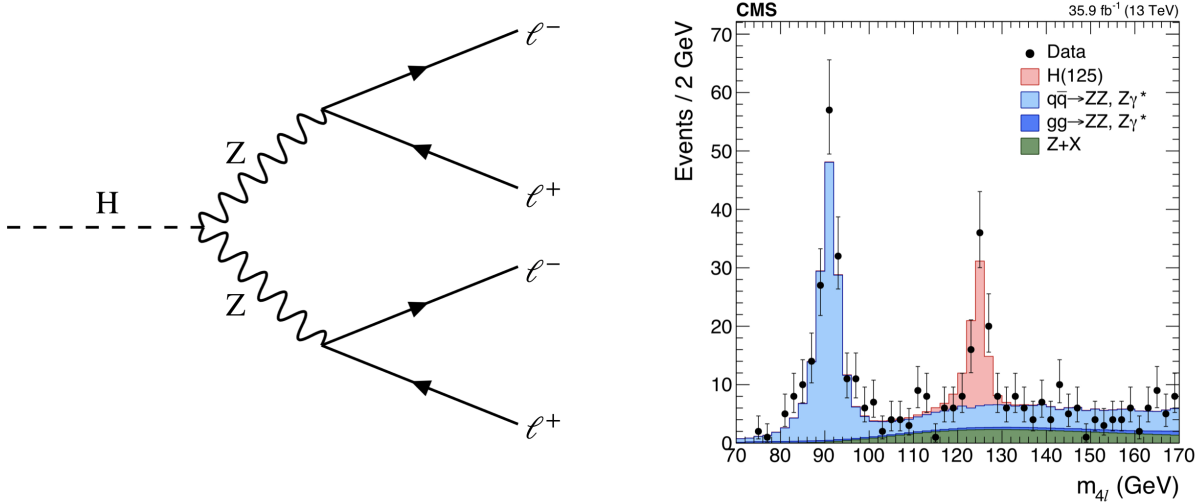 H
Z
Z
ℓ⁻
ℓ⁺
ℓ⁻
ℓ⁺
CMS 35.9 fb⁻¹ (13 TeV)
Events / 2 GeV
70
60
50
40
30
20
10
0
Data
H(125)
qq̄→ZZ, Zγ*
gg→ZZ, Zγ*
Z+X
70 80 90 100 110 120 130 140 150 160 170
m₄ₗ (GeV)